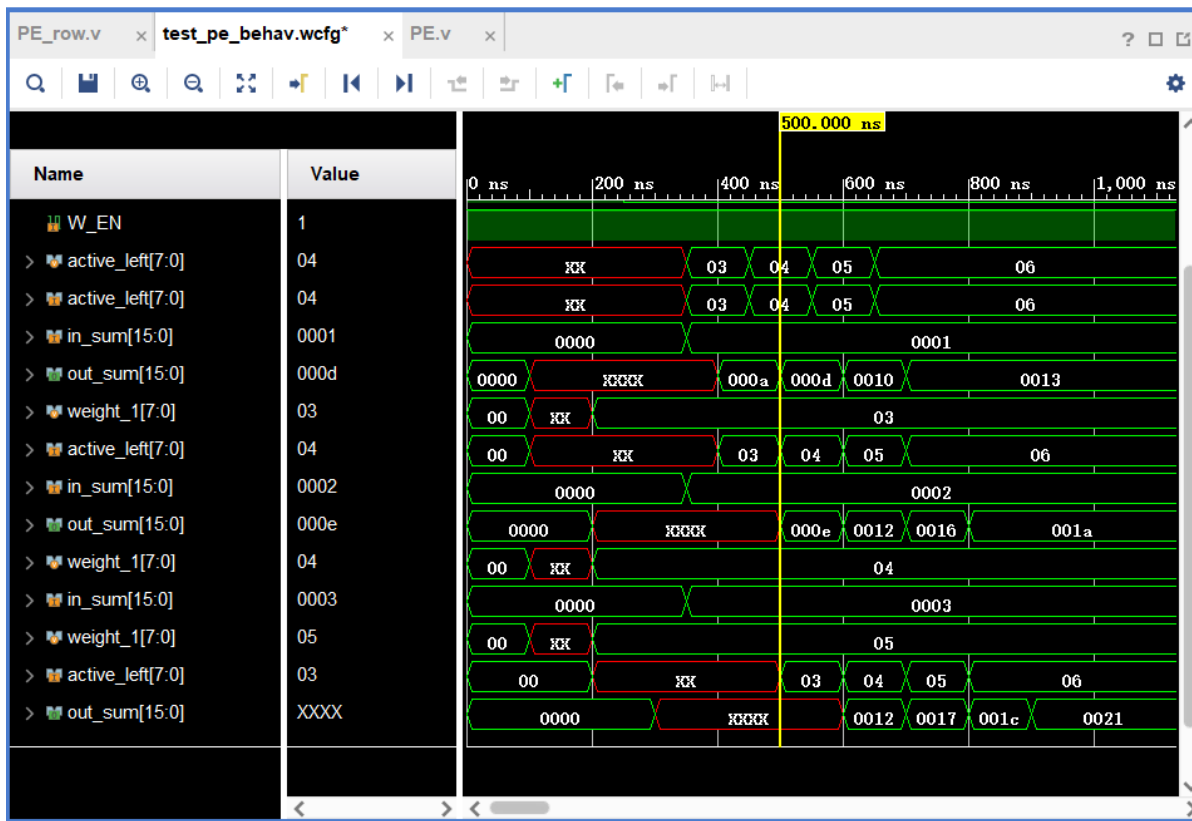 PE_row.v × test_pe_behav.wcfg* × PE.v ×
?
500.000 ns
Name Value 0 ns 200 ns 400 ns 600 ns 800 ns 1,000 ns
W_EN 1
active_left[7:0] 04 XX 03 04 05 06
active_left[7:0] 04 XX 03 04 05 06
in_sum[15:0] 0001 0000 0001
out_sum[15:0] 000d 0000 XXXX 000a 000d 0010 0013
weight_1[7:0] 03 00 XX 03
active_left[7:0] 04 00 XX 03 04 05 06
in_sum[15:0] 0002 0000 0002
out_sum[15:0] 000e 0000 XXXX 000e 0012 0016 001a
weight_1[7:0] 04 00 XX 04
in_sum[15:0] 0003 0000 0003
weight_1[7:0] 05 00 XX 05
active_left[7:0] 03 00 XX 03 04 05 06
out_sum[15:0] XXXX 0000 XXXX 0012 0017 001c 0021